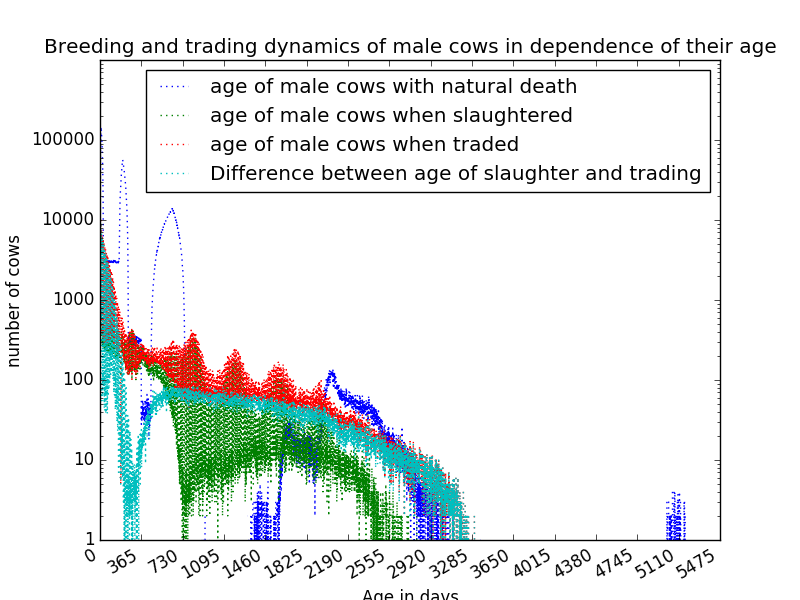 Breeding and trading dynamics of male cows in dependence of their age
age of male cows with natural death
age of male cows when slaughtered
age of male cows when traded
Difference between age of slaughter and trading
number of cows
100000
10000
1000
100
10
1
0 365 730 1095 1460 1825 2190 2555 2920 3285 3650 4015 4380 4745 5110 5475
Age in days